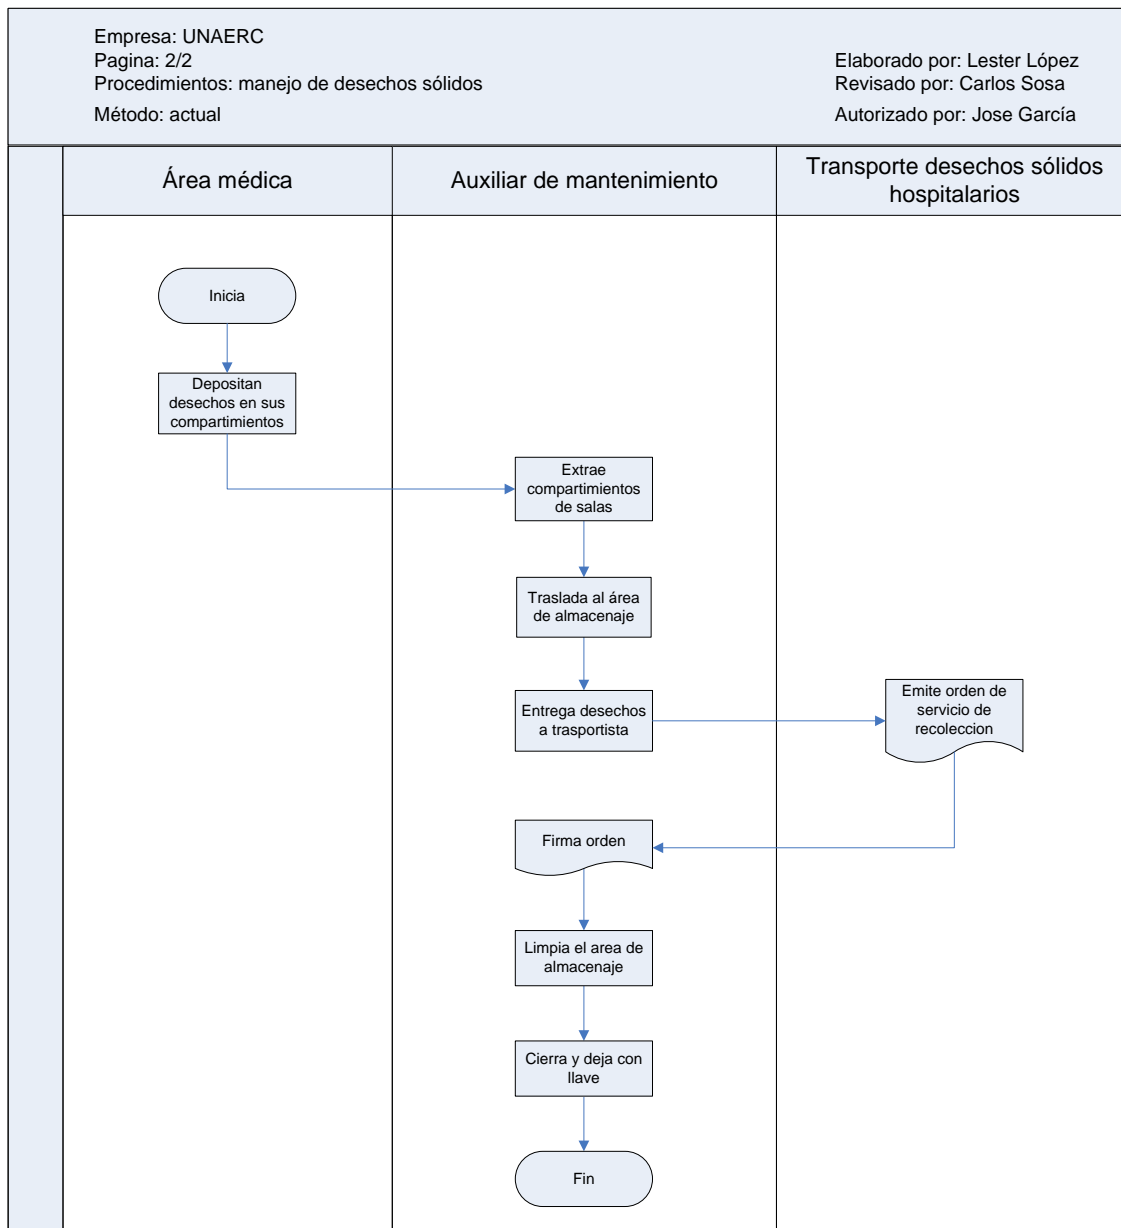 Empresa: UNAERC
Pagina: 2/2
Procedimientos: manejo de desechos sólidos
Método: actual
Elaborado por: Lester López
Revisado por: Carlos Sosa
Autorizado por: Jose García
Área médica
Auxiliar de mantenimiento
Transporte desechos sólidos
hospitalarios
Inicia
Depositan
desechos en sus
compartimientos
Extrae
compartimientos
de salas
Traslada al área
de almacenaje
Entrega desechos
a trasportista
Emite orden de
servicio de
recoleccion
Firma orden
Limpia el area de
almacenaje
Cierra y deja con
llave
Fin